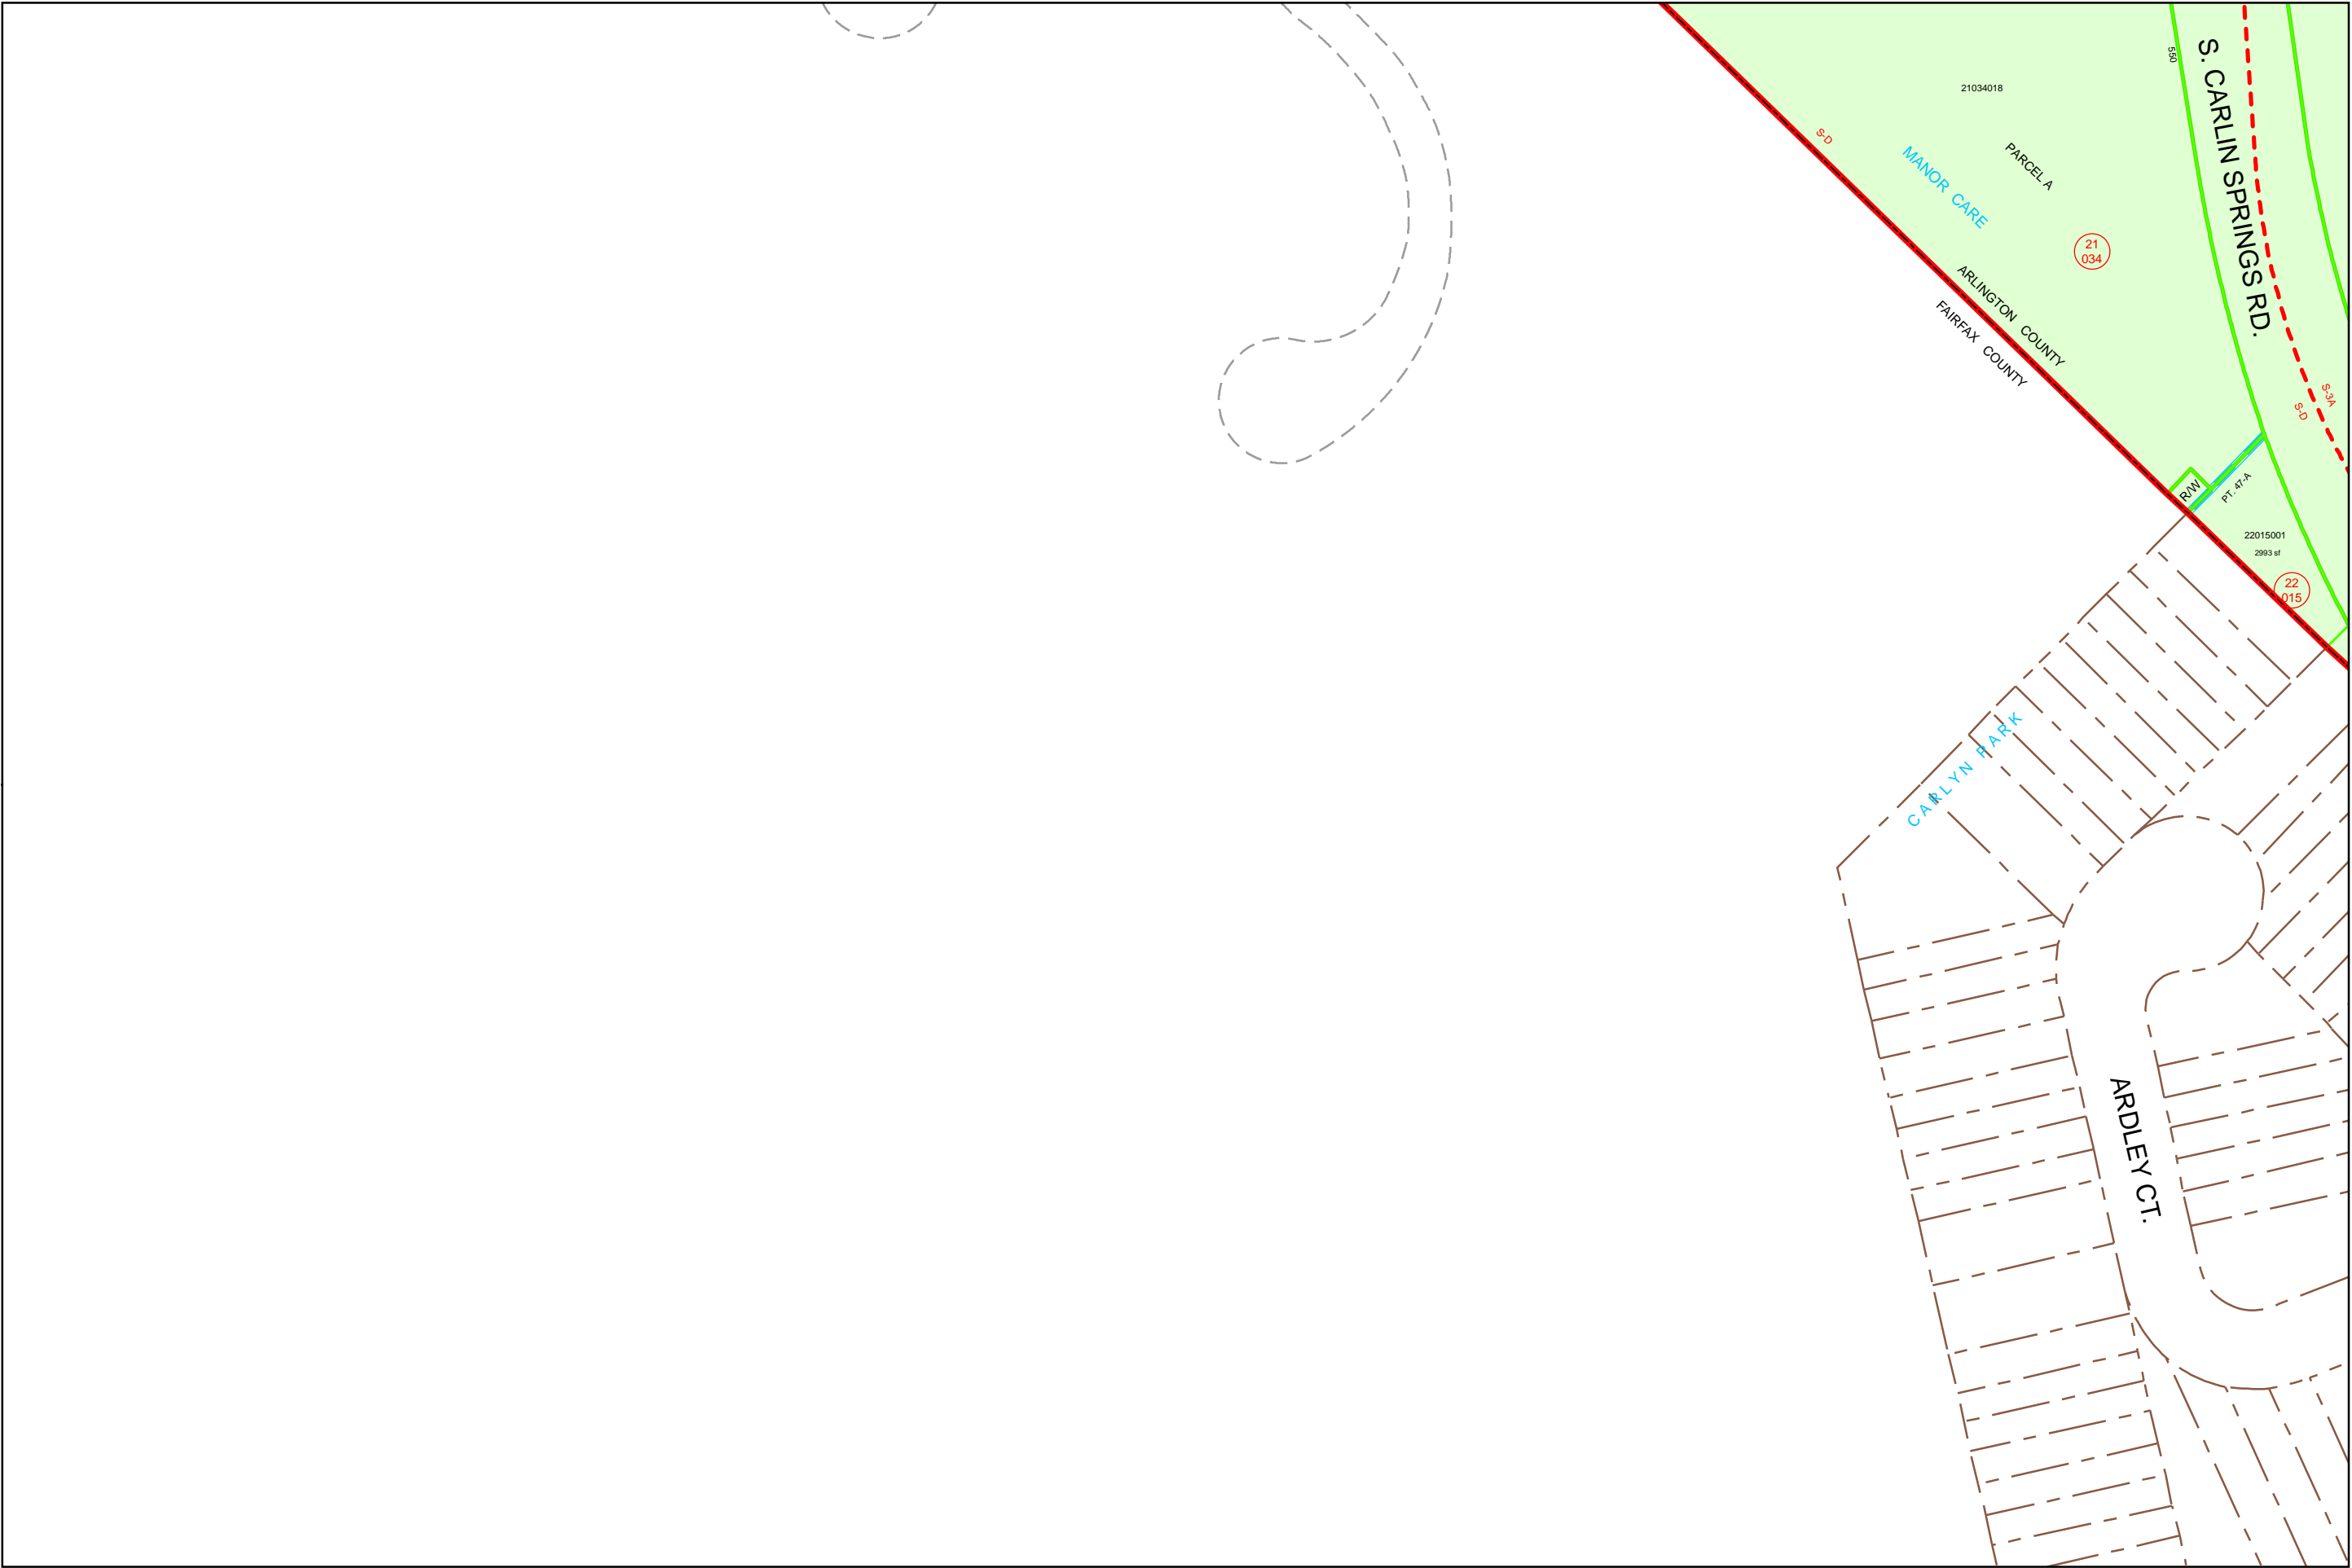 550
S. CARLIN SPRINGS RD.
21034018
S-D
MANOR CARE
PARCEL A
21
034
ARLINGTON COUNTY
FAIRFAX COUNTY
S-3A
S-D
R/W
PT. 47-A
22015001
2993 sf
22
015
CARLYN PARK
ARDLEY CT.